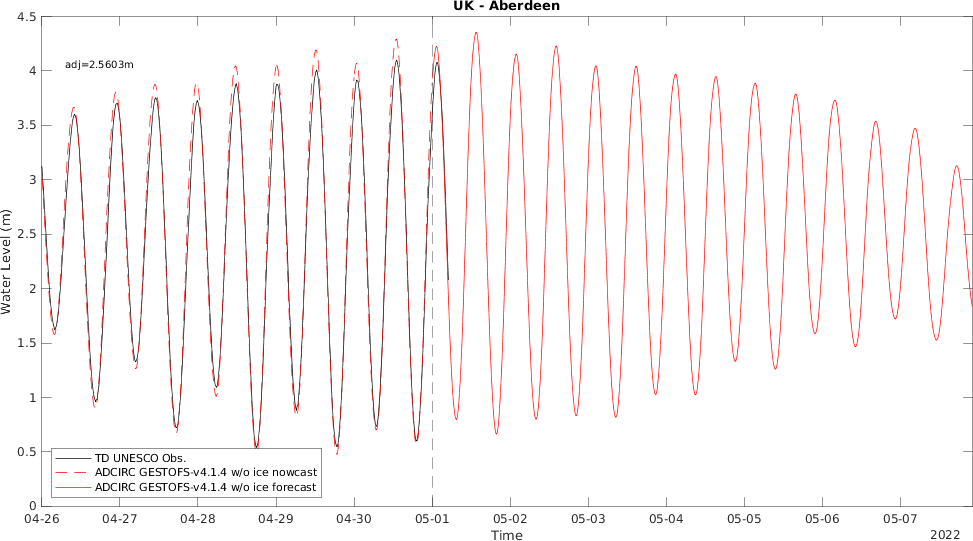 UK - Aberdeen
4.5
4
3.5
3
2.5
2
1.5
1
0.5
0
Water Level (m)
adj=2.5603m
TD UNESCO Obs.
ADCIRC GESTOFS-v4.1.4 w/o ice nowcast
ADCIRC GESTOFS-v4.1.4 w/o ice forecast
04-26 04-27 04-28 04-29 04-30 05-01 05-02 05-03 05-04 05-05 05-06 05-07
Time
2022